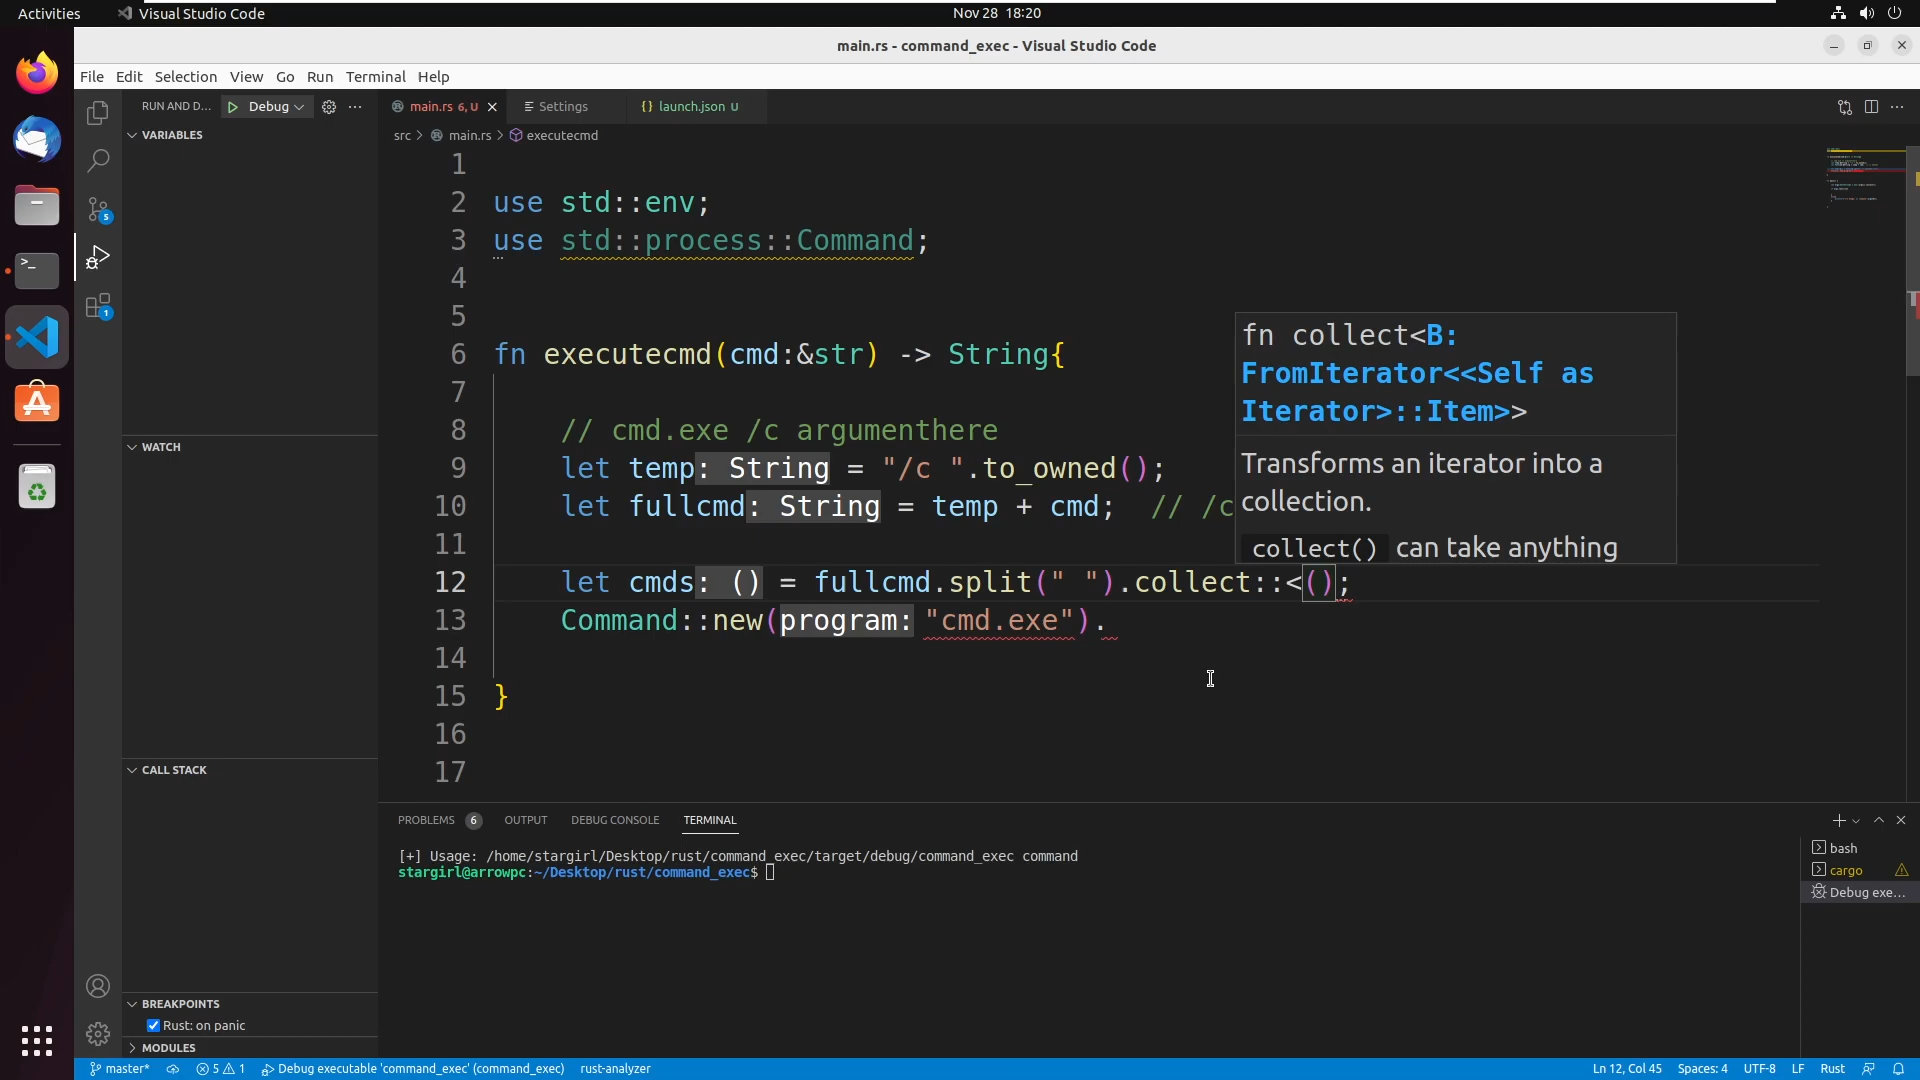 Activities
Visual Studio Code
Nov 28 18:20
main.rs - command_exec - Visual Studio Code
File Edit Selection View Go Run Terminal Help
RUN AND D... Debug
main.rs 6, U
Settings
launch.json U
src > main.rs > executecmd
VARIABLES
WATCH
CALL STACK
BREAKPOINTS
Rust: on panic
MODULES
5
1
1
2 use std::env;
3 use std::process::Command;
4
5
6 fn executecmd(cmd:&str) -> String{
7
8 // cmd.exe /c argumenthere
9 let temp: String = "/c ".to_owned();
10 let fullcmd: String = temp + cmd; // /c
11
12 let cmds: () = fullcmd.split(" ").collect::<();
13 Command::new(program: "cmd.exe").
14
15 }
16
17
fn collect<B:
FromIterator<<Self as
Iterator>::Item>>
Transforms an iterator into a
collection.
collect() can take anything
PROBLEMS 6 OUTPUT DEBUG CONSOLE TERMINAL
[+] Usage: /home/stargirl/Desktop/rust/command_exec/target/debug/command_exec command
stargirl@arrowpc:~/Desktop/rust/command_exec$
bash
cargo
Debug exe...
master* 5 1 Debug executable 'command_exec' (command_exec) rust-analyzer
Ln 12, Col 45 Spaces: 4 UTF-8 LF Rust